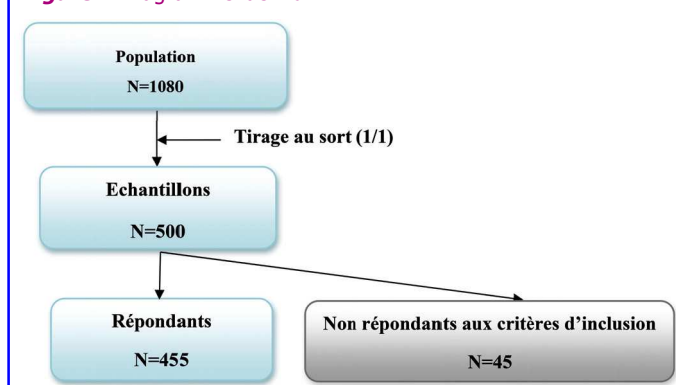 Population
N=1080
Tirage au sort (1/1)
Echantillons
N=500
Répondants
N=455
Non répondants aux critères d'inclusion
N=45